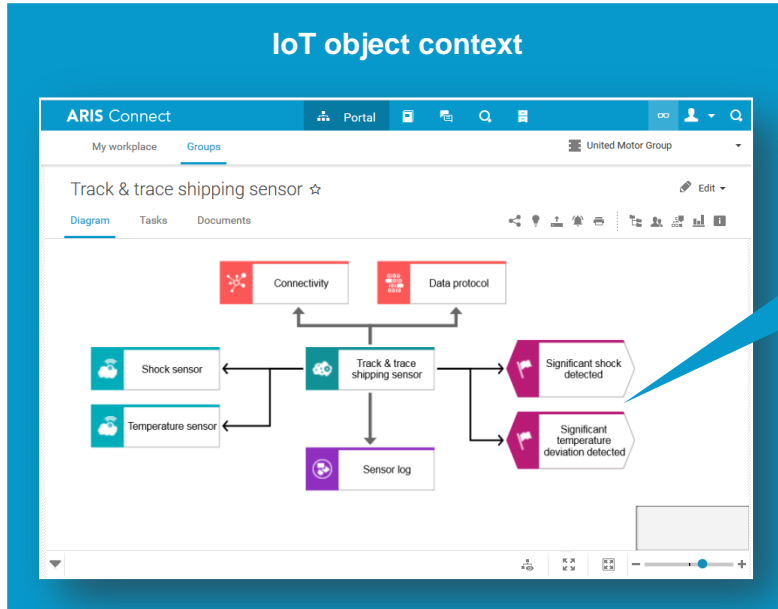 IoT object context
ARIS Connect
Portal
My workplace
Groups
United Motor Group
Track & trace shipping sensor
Edit
Diagram
Tasks
Documents
Connectivity
Data protocol
Shock sensor
Track & trace
shipping sensor
Significant shock
detected
Temperature sensor
Significant
temperature
deviation detected
Sensor log